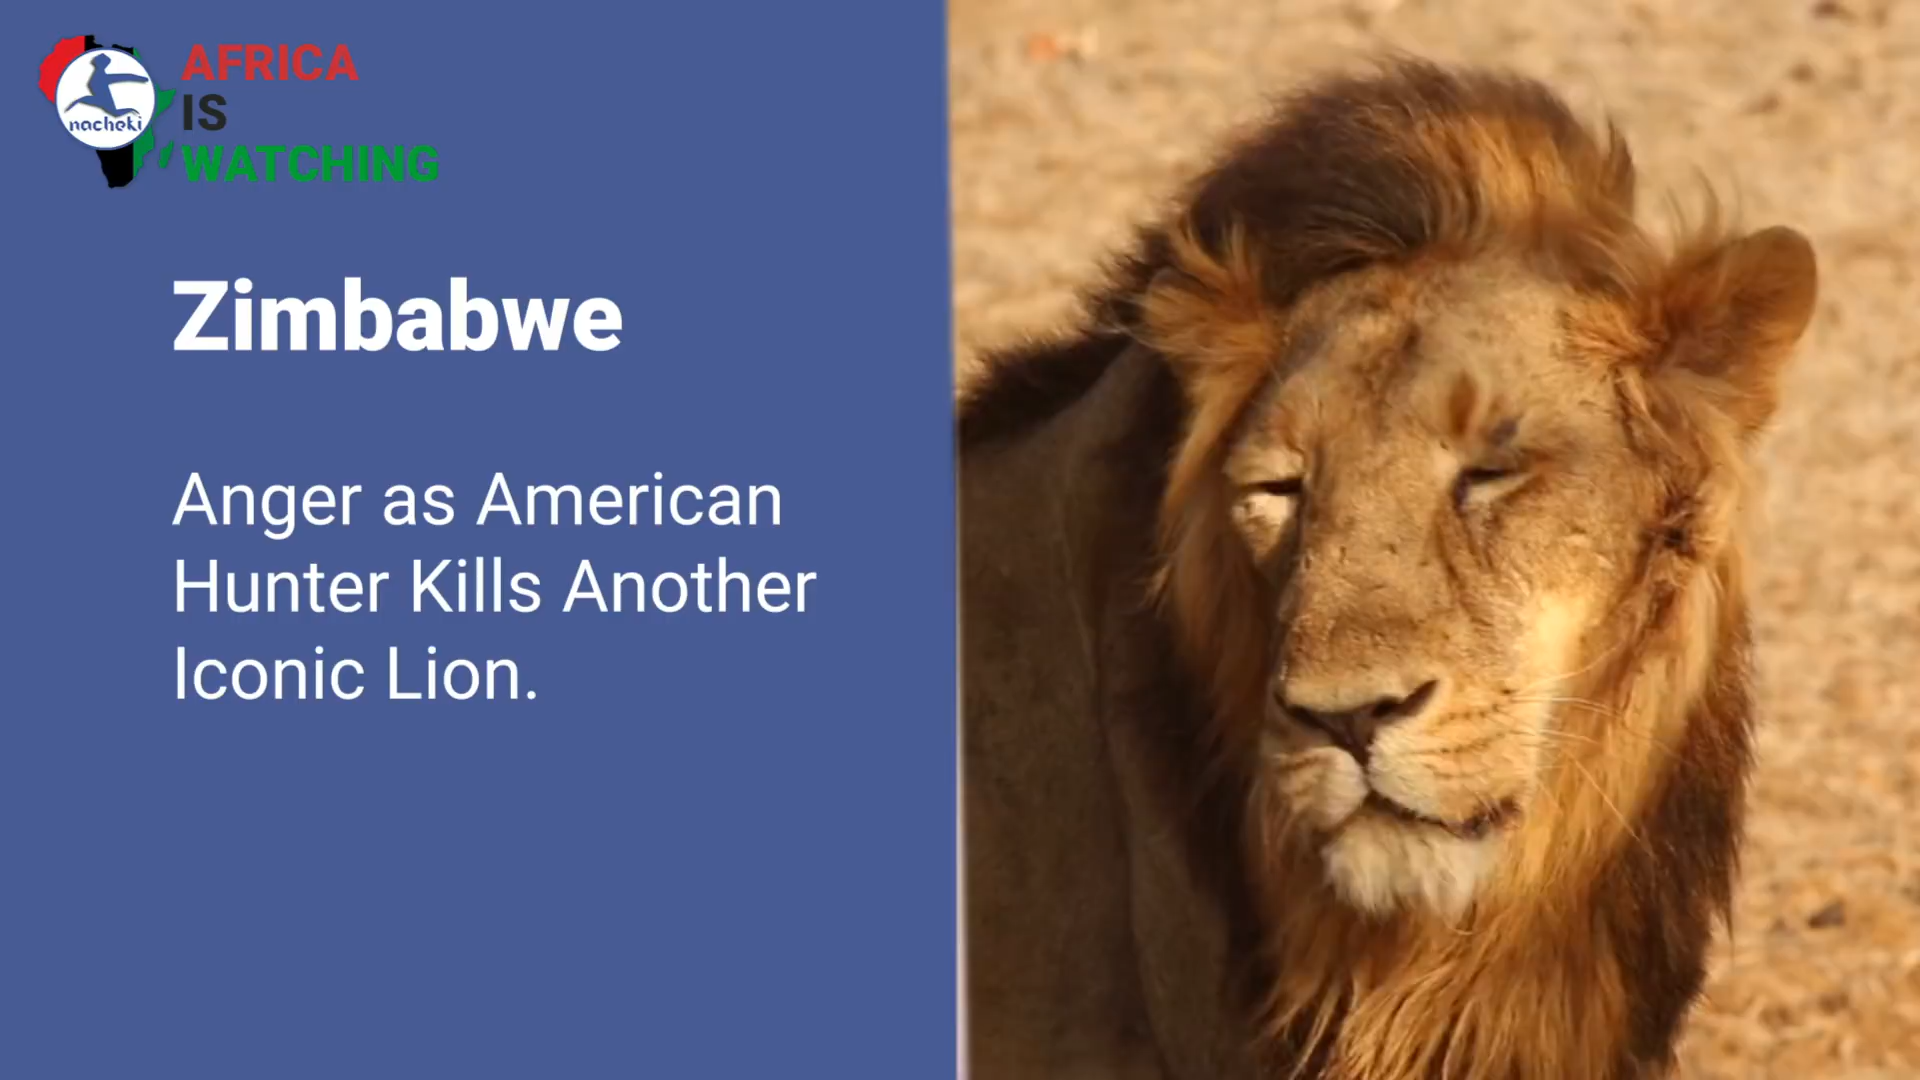 nacheki
AFRICA
IS
WATCHING
Zimbabwe
Anger as American
Hunter Kills Another
Iconic Lion.